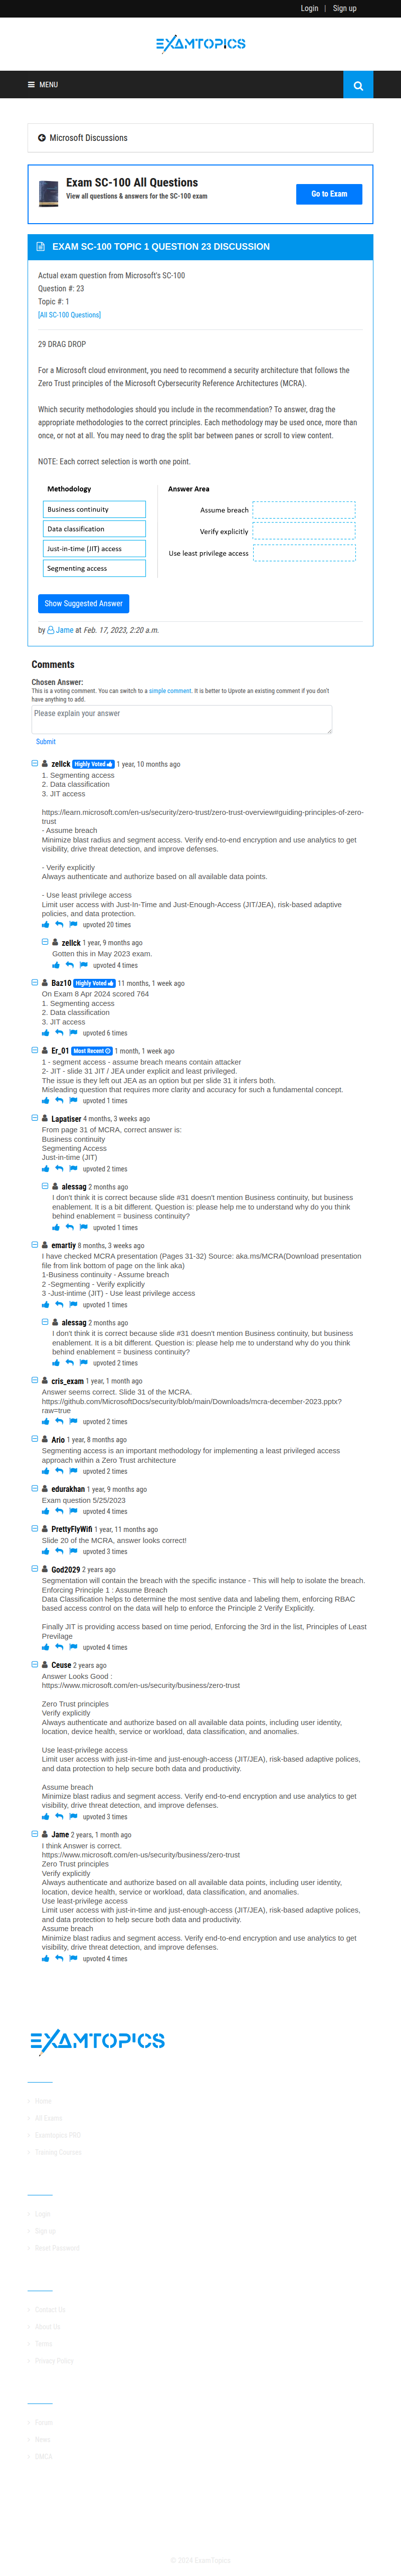 Login | Sign up
EXAMTOPICS
MENU
Microsoft Discussions
Exam SC-100 All Questions
View all questions & answers for the SC-100 exam
Go to Exam
EXAM SC-100 TOPIC 1 QUESTION 23 DISCUSSION
Actual exam question from Microsoft's SC-100
Question #: 23
Topic #: 1
[All SC-100 Questions]
29 DRAG DROP
For a Microsoft cloud environment, you need to recommend a security architecture that follows the
Zero Trust principles of the Microsoft Cybersecurity Reference Architectures (MCRA).
Which security methodologies should you include in the recommendation? To answer, drag the
appropriate methodologies to the correct principles. Each methodology may be used once, more than
once, or not at all. You may need to drag the split bar between panes or scroll to view content.
NOTE: Each correct selection is worth one point.
Methodology
Business continuity
Data classification
Just-in-time (JIT) access
Segmenting access
Answer Area
Assume breach
Verify explicitly
Use least privilege access
Show Suggested Answer
by Jame at Feb. 17, 2023, 2:20 a.m.
Comments
Chosen Answer:
This is a voting comment. You can switch to a simple comment. It is better to Upvote an existing comment if you don't
have anything to add.
Please explain your answer
Submit
zellck Highly Voted 1 year, 10 months ago
1. Segmenting access
2. Data classification
3. JIT access
https://learn.microsoft.com/en-us/security/zero-trust/zero-trust-overview#guiding-principles-of-zero-
trust
- Assume breach
Minimize blast radius and segment access. Verify end-to-end encryption and use analytics to get
visibility, drive threat detection, and improve defenses.
- Verify explicitly
Always authenticate and authorize based on all available data points.
- Use least privilege access
Limit user access with Just-In-Time and Just-Enough-Access (JIT/JEA), risk-based adaptive
policies, and data protection.
upvoted 20 times
zellck 1 year, 9 months ago
Gotten this in May 2023 exam.
upvoted 4 times
Baz10 Highly Voted 11 months, 1 week ago
On Exam 8 Apr 2024 scored 764
1. Segmenting access
2. Data classification
3. JIT access
upvoted 6 times
Er_01 Most Recent 1 month, 1 week ago
1 - segment access - assume breach means contain attacker
2- JIT - slide 31 JIT / JEA under explicit and least privileged.
The issue is they left out JEA as an option but per slide 31 it infers both.
Misleading question that requires more clarity and accuracy for such a fundamental concept.
upvoted 1 times
Lapatiser 4 months, 3 weeks ago
From page 31 of MCRA, correct answer is:
Business continuity
Segmenting Access
Just-in-time (JIT)
upvoted 2 times
alessag 2 months ago
I don't think it is correct because slide #31 doesn't mention Business continuity, but business
enablement. It is a bit different. Question is: please help me to understand why do you think
behind enablement = business continuity?
upvoted 1 times
emartiy 8 months, 3 weeks ago
I have checked MCRA presentation (Pages 31-32) Source: aka.ms/MCRA(Download presentation
file from link bottom of page on the link aka)
1-Business continuity - Assume breach
2 -Segmenting - Verify explicitly
3 -Just-intime (JIT) - Use least privilege access
upvoted 1 times
alessag 2 months ago
I don't think it is correct because slide #31 doesn't mention Business continuity, but business
enablement. It is a bit different. Question is: please help me to understand why do you think
behind enablement = business continuity?
upvoted 2 times
cris_exam 1 year, 1 month ago
Answer seems correct. Slide 31 of the MCRA.
https://github.com/MicrosoftDocs/security/blob/main/Downloads/mcra-december-2023.pptx?
raw=true
upvoted 2 times
Ario 1 year, 8 months ago
Segmenting access is an important methodology for implementing a least privileged access
approach within a Zero Trust architecture
upvoted 2 times
edurakhan 1 year, 9 months ago
Exam question 5/25/2023
upvoted 4 times
PrettyFlyWifi 1 year, 11 months ago
Slide 20 of the MCRA, answer looks correct!
upvoted 3 times
God2029 2 years ago
Segmentation will contain the breach with the specific instance - This will help to isolate the breach.
Enforcing Principle 1 : Assume Breach
Data Classification helps to determine the most sentive data and labeling them, enforcing RBAC
based access control on the data will help to enforce the Principle 2 Verify Explicitly.
Finally JIT is providing access based on time period, Enforcing the 3rd in the list, Principles of Least
Previlage
upvoted 4 times
Ceuse 2 years ago
Answer Looks Good :
https://www.microsoft.com/en-us/security/business/zero-trust
Zero Trust principles
Verify explicitly
Always authenticate and authorize based on all available data points, including user identity,
location, device health, service or workload, data classification, and anomalies.
Use least-privilege access
Limit user access with just-in-time and just-enough-access (JIT/JEA), risk-based adaptive polices,
and data protection to help secure both data and productivity.
Assume breach
Minimize blast radius and segment access. Verify end-to-end encryption and use analytics to get
visibility, drive threat detection, and improve defenses.
upvoted 3 times
Jame 2 years, 1 month ago
I think Answer is correct.
https://www.microsoft.com/en-us/security/business/zero-trust
Zero Trust principles
Verify explicitly
Always authenticate and authorize based on all available data points, including user identity,
location, device health, service or workload, data classification, and anomalies.
Use least-privilege access
Limit user access with just-in-time and just-enough-access (JIT/JEA), risk-based adaptive polices,
and data protection to help secure both data and productivity.
Assume breach
Minimize blast radius and segment access. Verify end-to-end encryption and use analytics to get
visibility, drive threat detection, and improve defenses.
upvoted 4 times
EXAMTOPICS
Home
All Exams
Examtopics PRO
Training Courses
Login
Sign up
Reset Password
Contact Us
About Us
Terms
Privacy Policy
Forum
News
DMCA
© 2024 ExamTopics